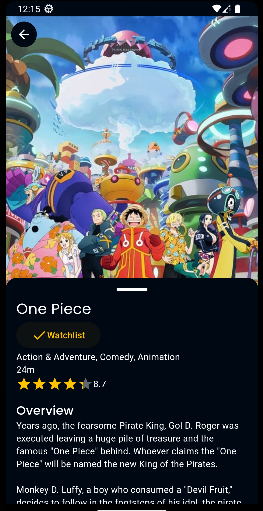 12:15
One Piece
Watchlist
Action & Adventure, Comedy, Animation
24m
8.7
Overview
Years ago, the fearsome Pirate King, Gol D. Roger was
executed leaving a huge pile of treasure and the
famous "One Piece" behind. Whoever claims the "One
Piece" will be named the new King of the Pirates.
Monkey D. Luffy, a boy who consumed a "Devil Fruit,"
decides to follow in the footsteps of his idol, the pirate